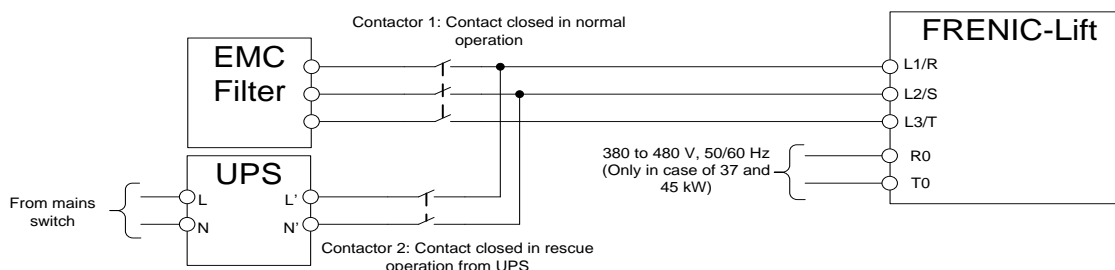 Contactor 1: Contact closed in normal
operation
EMC
Filter
FRENIC-Lift
L1/R
L2/S
L3/T
R0
T0
380 to 480 V, 50/60 Hz
(Only in case of 37 and
45 kW)
UPS
From mains
switch
L
N
L'
N'
Contactor 2: Contact closed in rescue
operation from UPS